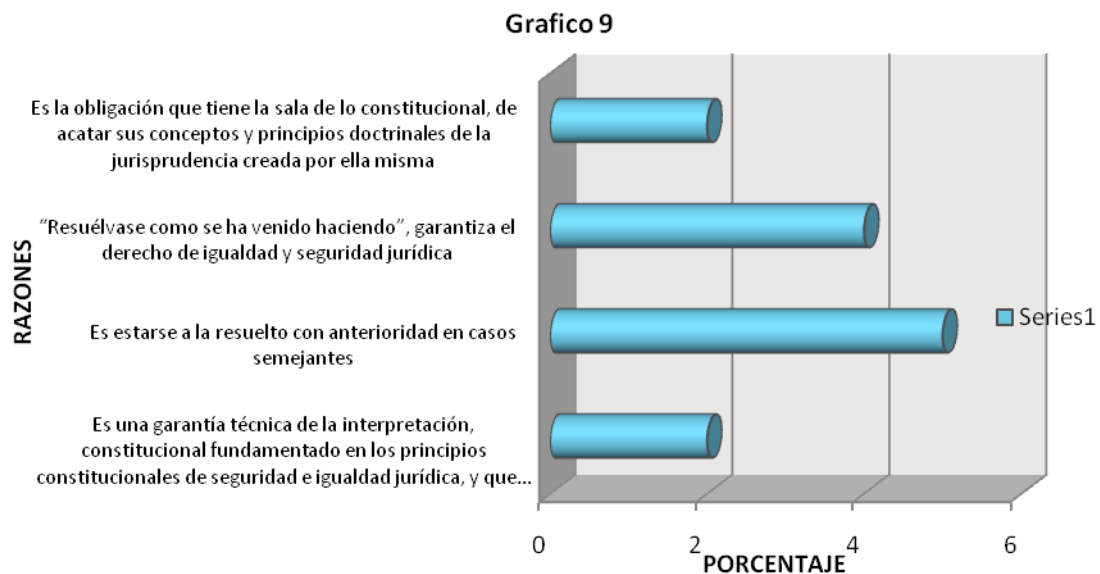 Grafico 9
Es la obligación que tiene la sala de lo constitucional, de
acatar sus conceptos y principios doctrinales de la
jurisprudencia creada por ella misma
"Resuélvase como se ha venido haciendo", garantiza el
derecho de igualdad y seguridad jurídica
Es estarse a la resuelto con anterioridad en casos
semejantes
Es una garantía técnica de la interpretación,
constitucional fundamentado en los principios
constitucionales de seguridad e igualdad jurídica, y que...
RAZONES
Series1
0 2 4 6
PORCENTAJE